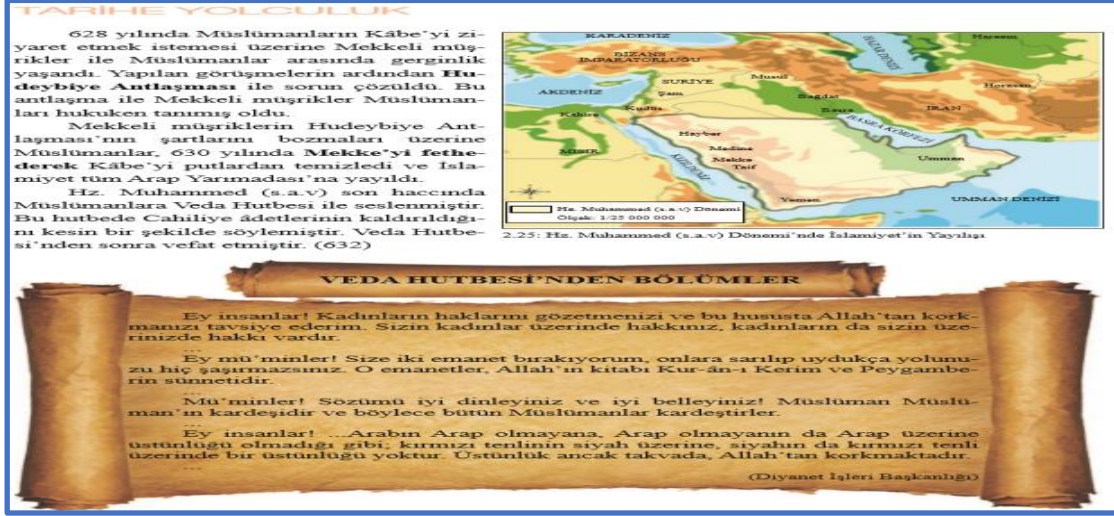 TARİHE YOLCULUK
628 yılında Müslümanların Kâbe'yi zi-
yaret etmek istemesi üzerine Mekkeli müş-
rikler ile Müslümanlar arasında gerginlik
yaşandı. Yapılan görüşmelerin ardından Hu-
deybiye Antlaşması ile sorun çözüldü. Bu
antlaşma ile Mekkeli müşrikler Müslüman-
ları hukuken tanımış oldu.
Mekkeli müşriklerin Hudeybiye Ant-
laşması'nın şartlarını bozmaları üzerine
Müslümanlar, 630 yılında Mekke'yi fethe-
derek Kâbe'yi putlardan temizledi ve İsla-
miyet tüm Arap Yarımadası'na yayıldı.
Hz. Muhammed (s.a.v) son haccında
Müslümanlara Veda Hutbesi ile seslenmiştir.
Bu hutbede Cahiliye âdetlerinin kaldırıldığı-
nı kesin bir şekilde söylemiştir. Veda Hutbe-
si'nden sonra vefat etmiştir. (632)
KARADENİZ
HAZAR DENİZİ
Harezm
BİZANS
İMPARATORLUĞU
Horasan
SURİYE
Musul
AKDENİZ
Şam
Bağdat
İRAN
Kudüs
Basra
Kahire
BASRA KÖRFEZİ
Hayber
MISIR
Medine
Umman
KIZILDENİZ
Mekke
Taif
Yemen
UMMAN DENİZİ
Hz. Muhammed (s.a.v) Dönemi
Ölçek: 1/25 000 000
2.25: Hz. Muhammed (s.a.v) Dönemi'nde İslamiyet'in Yayılışı
VEDA HUTBESİ'NDEN BÖLÜMLER
Ey insanlar! Kadınların haklarını gözetmenizi ve bu hususta Allah'tan kork-
manızı tavsiye ederim. Sizin kadınlar üzerinde hakkınız, kadınların da sizin üze-
rinizde hakkı vardır.
...
Ey mü'minler! Size iki emanet bırakıyorum, onlara sarılıp uydukça yolunu-
zu hiç şaşırmazsınız. O emanetler, Allah'ın kitabı Kur-ân-ı Kerim ve Peygambe-
rin sünnetidir.
...
Mü'minler! Sözümü iyi dinleyiniz ve iyi belleyiniz! Müslüman Müslü-
man'ın kardeşidir ve böylece bütün Müslümanlar kardeştirler.
...
Ey insanlar! ...Arabın Arap olmayana, Arap olmayanın da Arap üzerine
üstünlüğü olmadığı gibi; kırmızı tenlinin siyah üzerine, siyahın da kırmızı tenli
üzerinde bir üstünlüğü yoktur. Üstünlük ancak takvada, Allah'tan korkmaktadır.
...
(Diyanet İşleri Başkanlığı)